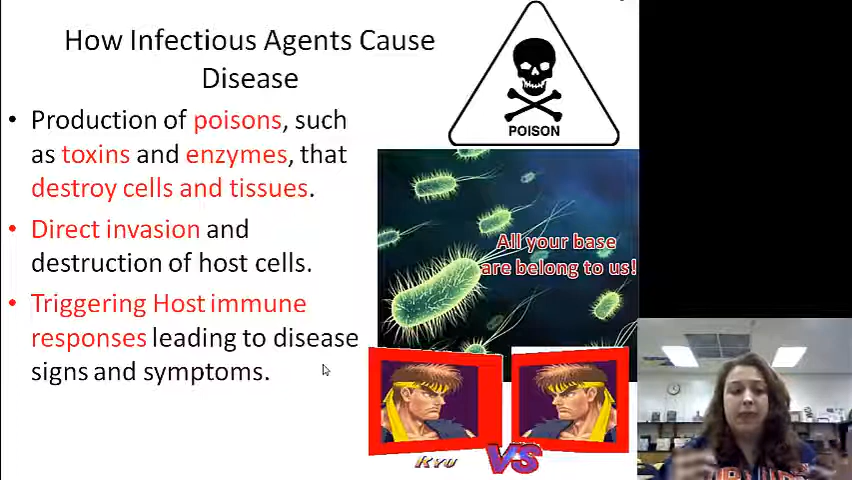 How Infectious Agents Cause
Disease
• Production of poisons, such
as toxins and enzymes, that
destroy cells and tissues.
• Direct invasion and
destruction of host cells.
• Triggering Host immune
responses leading to disease
signs and symptoms.
POISON
All your base
are belong to us!
RYU
VS